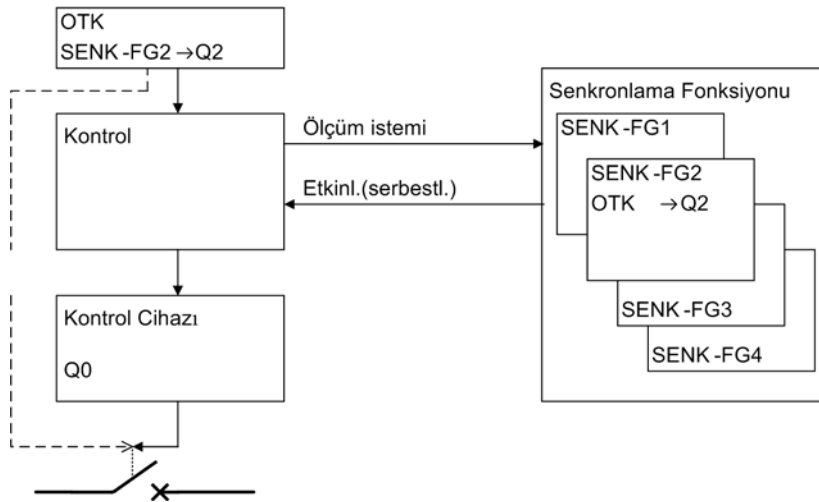 OTK
SENK -FG2 →Q2
Kontrol
Ölçüm istemi
Etkinl.(serbestl.)
Kontrol Cihazı
Q0
Senkronlama Fonksiyonu
SENK -FG1
SENK -FG2
OTK →Q2
SENK -FG3
SENK -FG4